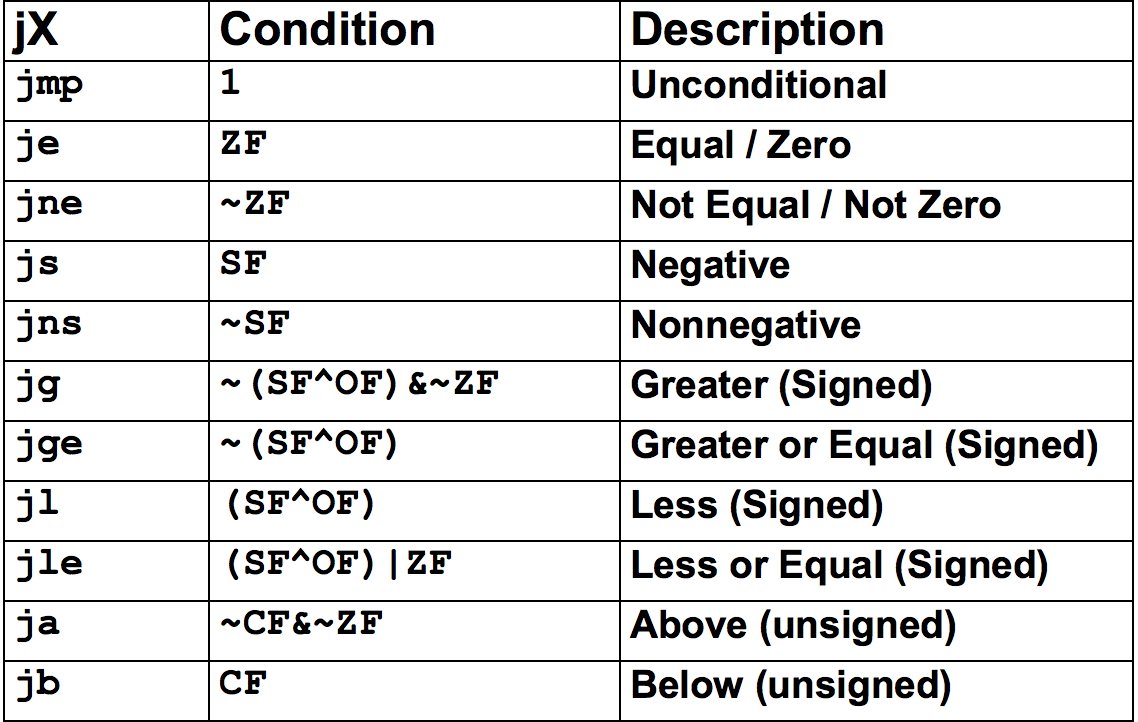 jX Condition Description
jmp 1 Unconditional
je ZF Equal / Zero
jne ~ZF Not Equal / Not Zero
js SF Negative
jns ~SF Nonnegative
jg ~(SF^OF)&~ZF Greater (Signed)
jge ~(SF^OF) Greater or Equal (Signed)
jl (SF^OF) Less (Signed)
jle (SF^OF)|ZF Less or Equal (Signed)
ja ~CF&~ZF Above (unsigned)
jb CF Below (unsigned)